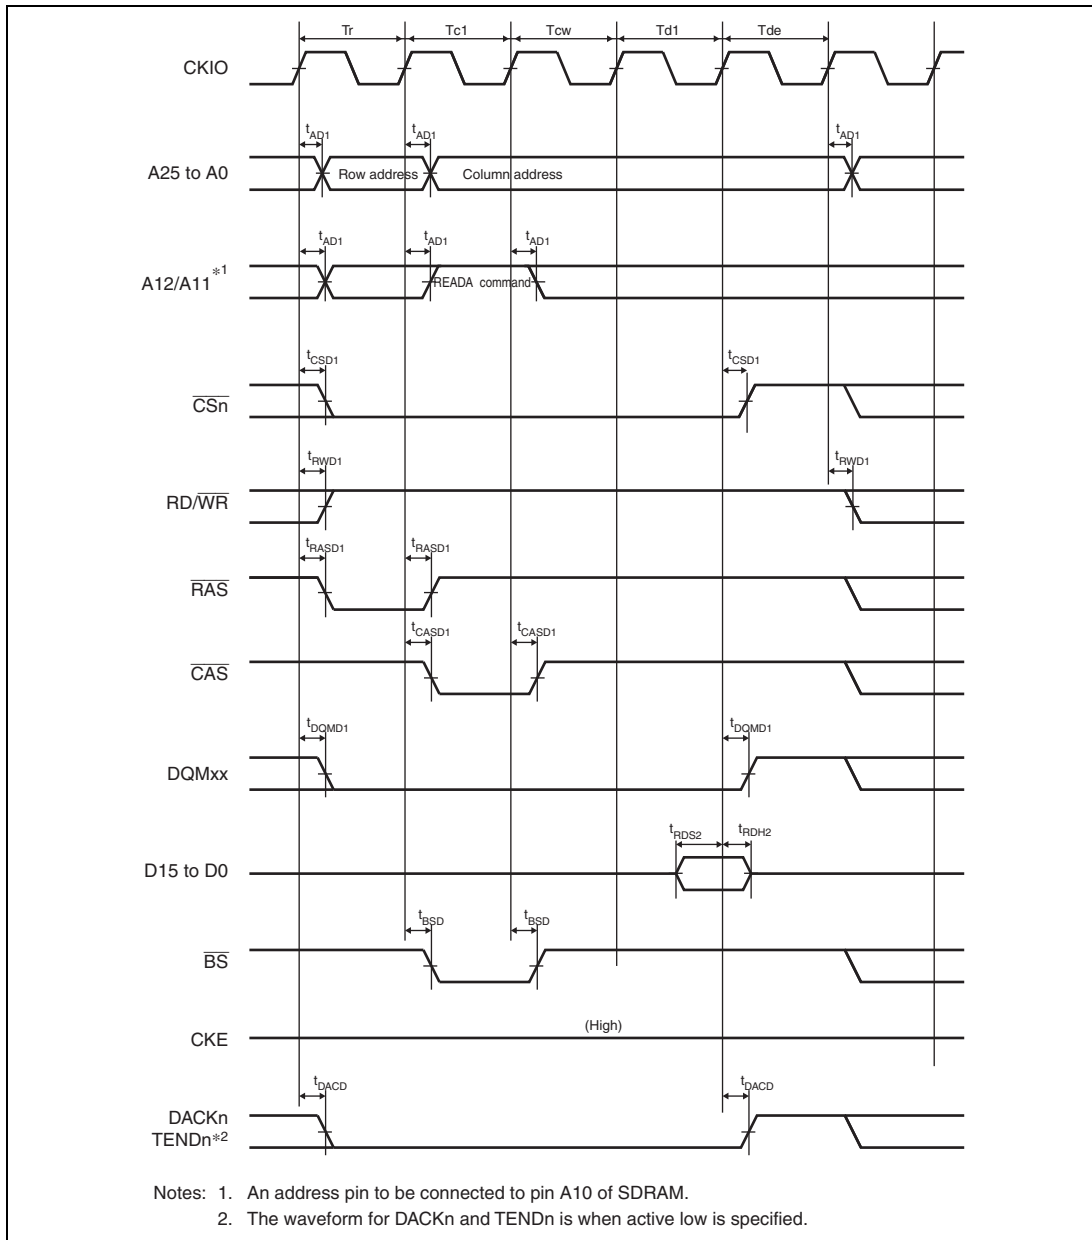 Tr Tc1 Tcw Td1 Tde
CKIO
tAD1 tAD1 tAD1
A25 to A0 Row address Column address
tAD1 tAD1 tAD1
A12/A11*1 READA command
tCSD1 tCSD1
CSn
tRWD1 tRWD1
RD/WR
tRASD1 tRASD1
RAS
tCASD1 tCASD1
CAS
tDQMD1 tDQMD1
DQMxx
tRDS2 tRDH2
D15 to D0
tBSD tBSD
BS
(High)
CKE
tDACD tDACD
DACKn
TENDn*2
Notes: 1. An address pin to be connected to pin A10 of SDRAM.
2. The waveform for DACKn and TENDn is when active low is specified.